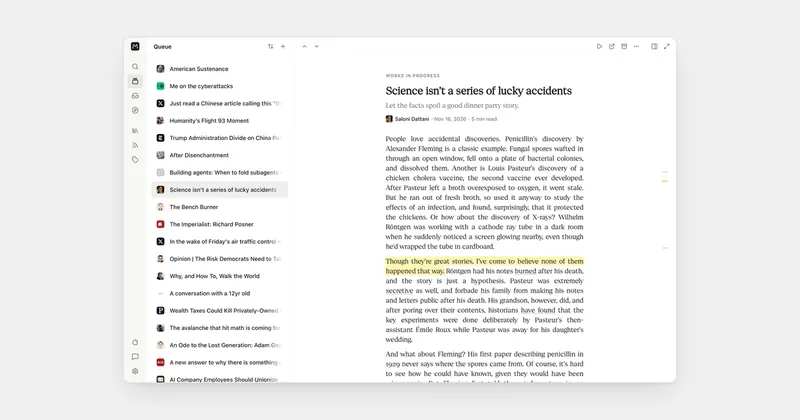 Queue
American Sustenance
Me on the cyberattacks
Just read a Chinese article calling this "th
Humanity's Flight 93 Moment
Trump Administration Divide on China Po
After Disenchantment
Building agents: When to fold subagents
Science isn't a series of lucky accidents
The Bench Burner
The Imperialist: Richard Posner
In the wake of Friday's air traffic control
Opinion | The Risk Democrats Need to Ta
Why, and How To, Walk the World
A conversation with a 12yr old
Wealth Taxes Could Kill Privately-Owned
The avalanche that hit math is coming fo
An Ode to the Lost Generation: Adam Go
A new answer to why there is something
AI Company Employees Should Unionize
WORKS IN PROGRESS
Science isn't a series of lucky accidents
Let the facts spoil a good dinner party story.
Saloni Dattani · Nov 16, 2026 · 5 min read
People love accidental discoveries. Penicillin's discovery by
Alexander Fleming is a classic example. Fungal spores wafted in
through an open window, fell onto a plate of bacterial colonies,
and dissolved them. Another is Louis Pasteur's discovery of a
chicken cholera vaccine, the second vaccine ever developed.
After Pasteur left a broth overexposed to oxygen, it went stale.
But he ran out of fresh broth, so used it anyway to study the
effects of an infection, and found, surprisingly, that it protected
the chickens. Or how about the discovery of X-rays? Wilhelm
Röntgen was working with a cathode ray tube in a dark room
when he suddenly noticed a screen glowing nearby, even though
he'd wrapped the tube in cardboard.
Though they're great stories, I've come to believe none of them
happened that way. Röntgen had his notes burned after his death,
and the story is just a hypothesis. Pasteur was extremely
secretive as well, and forbade his family from making his notes
and letters public after his death. His grandson, however, did, and
after poring over their contents, historians have found that the
key experiments were done deliberately by Pasteur's then-
assistant Émile Roux while Pasteur was away for his daughter's
wedding.
And what about Fleming? His first paper describing penicillin in
1929 never says where the spores came from. Of course, it's hard
to see how he could have known, given they would have been